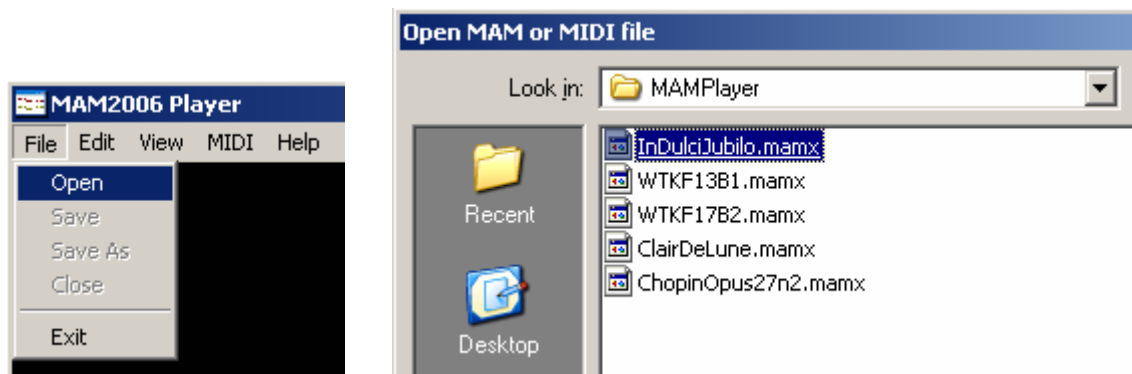 MAM2006 Player
File Edit View MIDI Help
Open
Save
Save As
Close
Exit
Open MAM or MIDI file
Look in: MAMPlayer
Recent
Desktop
InDulciJubilo.mamx
WTKF13B1.mamx
WTKF17B2.mamx
ClairDeLune.mamx
ChopinOpus27n2.mamx